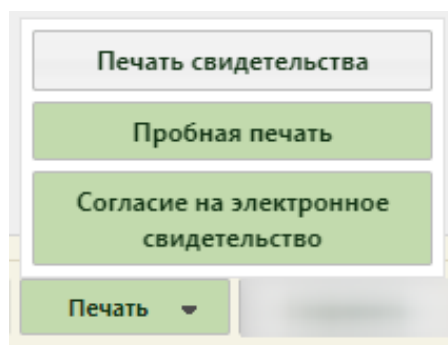 Печать свидетельства
Пробная печать
Согласие на электронное
свидетельство
Печать